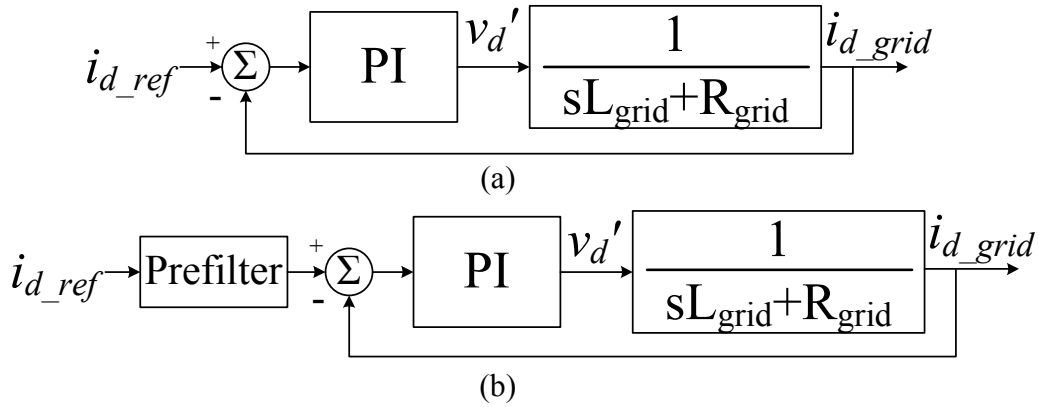 i_d_ref
+
-
Σ
PI
v_d′
1
sL_grid+R_grid
i_d_grid
(a)
i_d_ref
Prefilter
+
-
Σ
PI
v_d′
1
sL_grid+R_grid
i_d_grid
(b)